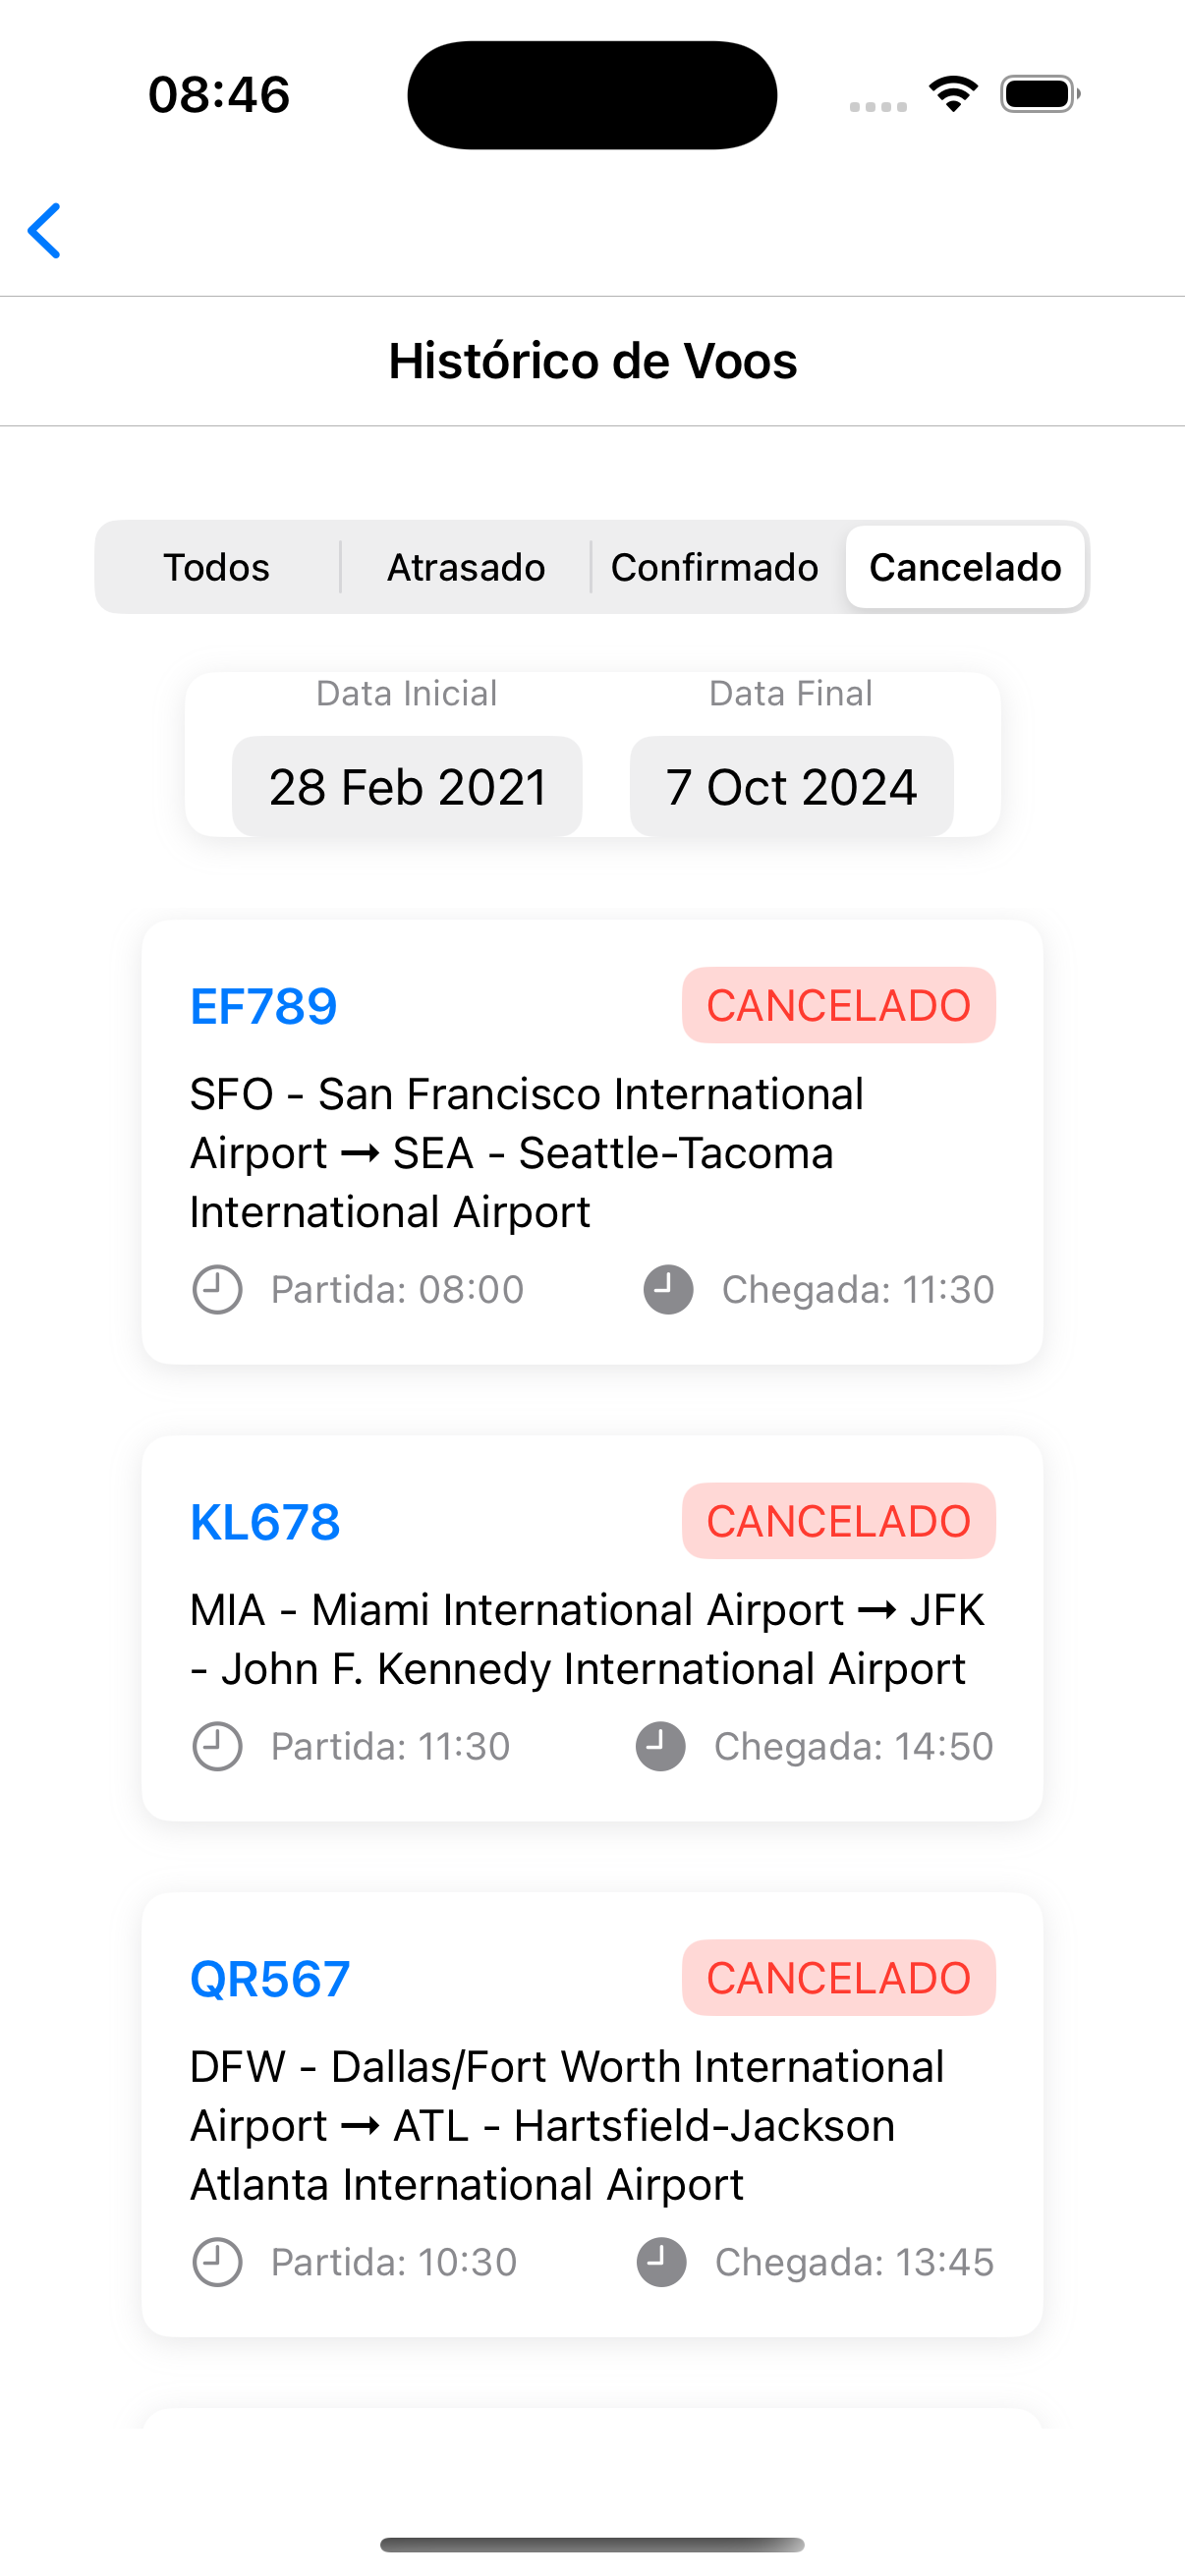 08:46
Histórico de Voos
Todos Atrasado Confirmado Cancelado
Data Inicial Data Final
28 Feb 2021 7 Oct 2024
EF789 CANCELADO
SFO - San Francisco International
Airport → SEA - Seattle-Tacoma
International Airport
Partida: 08:00 Chegada: 11:30
KL678 CANCELADO
MIA - Miami International Airport → JFK
- John F. Kennedy International Airport
Partida: 11:30 Chegada: 14:50
QR567 CANCELADO
DFW - Dallas/Fort Worth International
Airport → ATL - Hartsfield-Jackson
Atlanta International Airport
Partida: 10:30 Chegada: 13:45